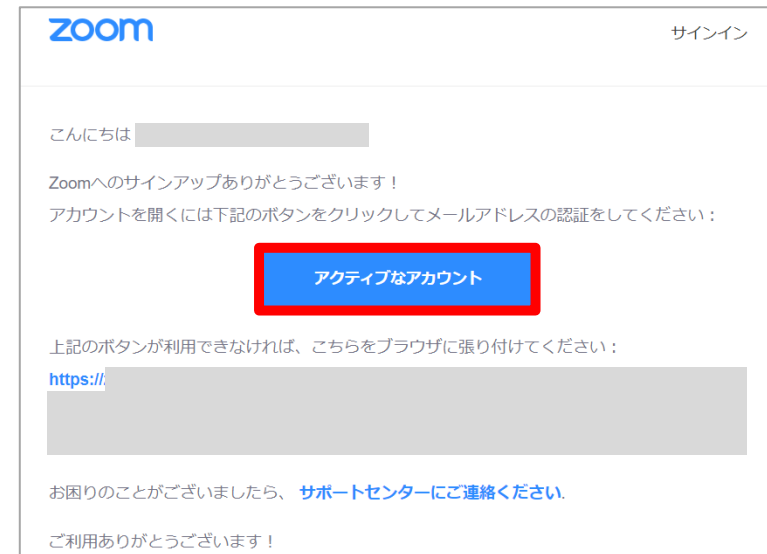 zoom
サインイン
こんにちは
Zoomへのサインアップありがとうございます！
アカウントを開くには下記のボタンをクリックしてメールアドレスの認証をしてください：
アクティブなアカウント
上記のボタンが利用できなければ、こちらをブラウザに張り付けてください：
https://
お困りのことがございましたら、 サポートセンターにご連絡ください.
ご利用ありがとうございます！